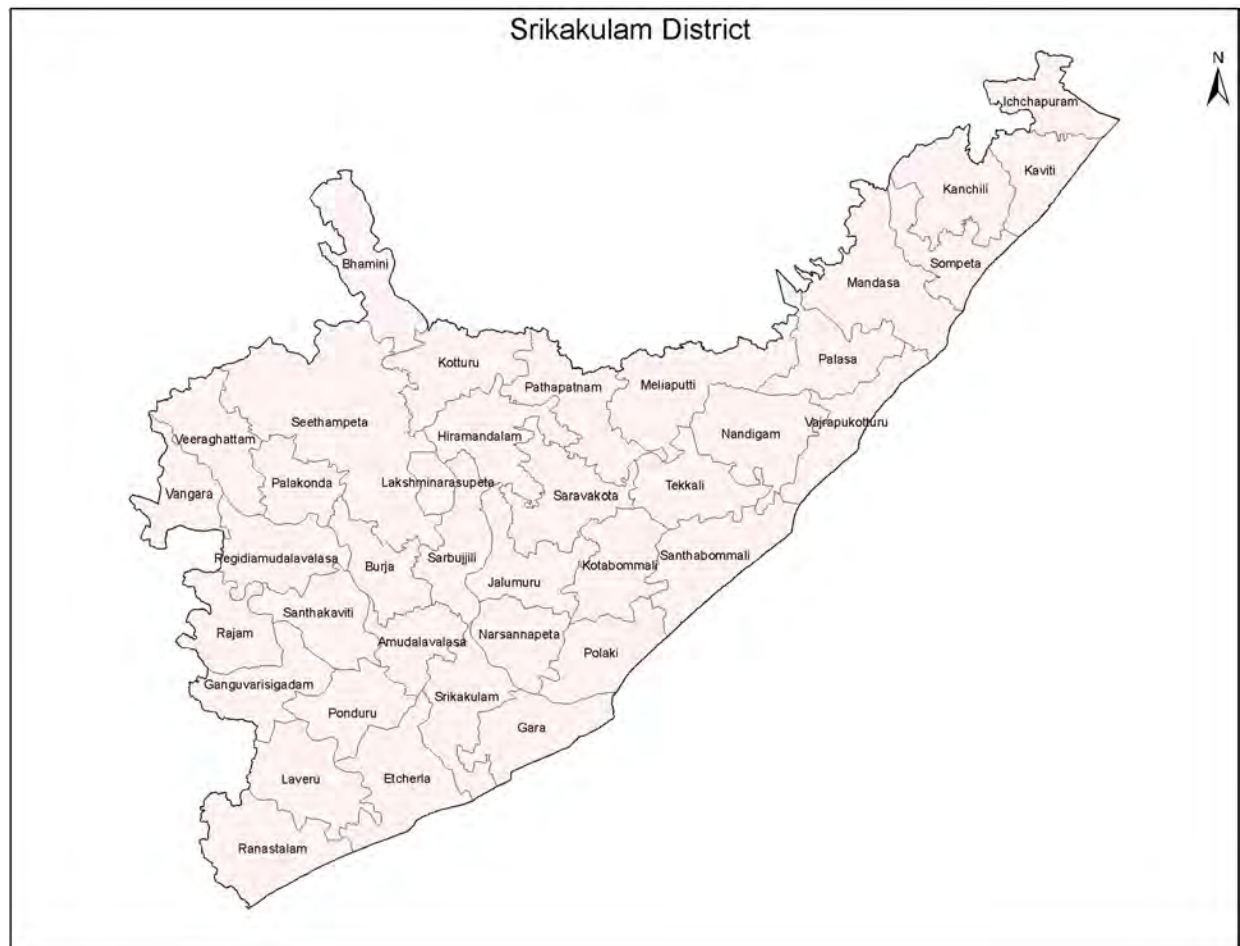 Srikakulam District
N
Ichchapuram
Kaviti
Kanchili
Sompeta
Mandasa
Bhamini
Palasa
Kotturu
Pathapatnam
Meliaputti
Vajrapukotturu
Seethampeta
Hiramandalam
Nandigam
Veeraghattam
Palakonda
Lakshminarasupeta
Tekkali
Vangara
Saravakota
Regidiamudalavalasa
Burja
Sarbujjili
Jalumuru
Kotabommali
Santhabommali
Santhakaviti
Rajam
Amudalavalasa
Narsannapeta
Polaki
Ganguvarisigadam
Srikakulam
Ponduru
Gara
Laveru
Etcherla
Ranastalam